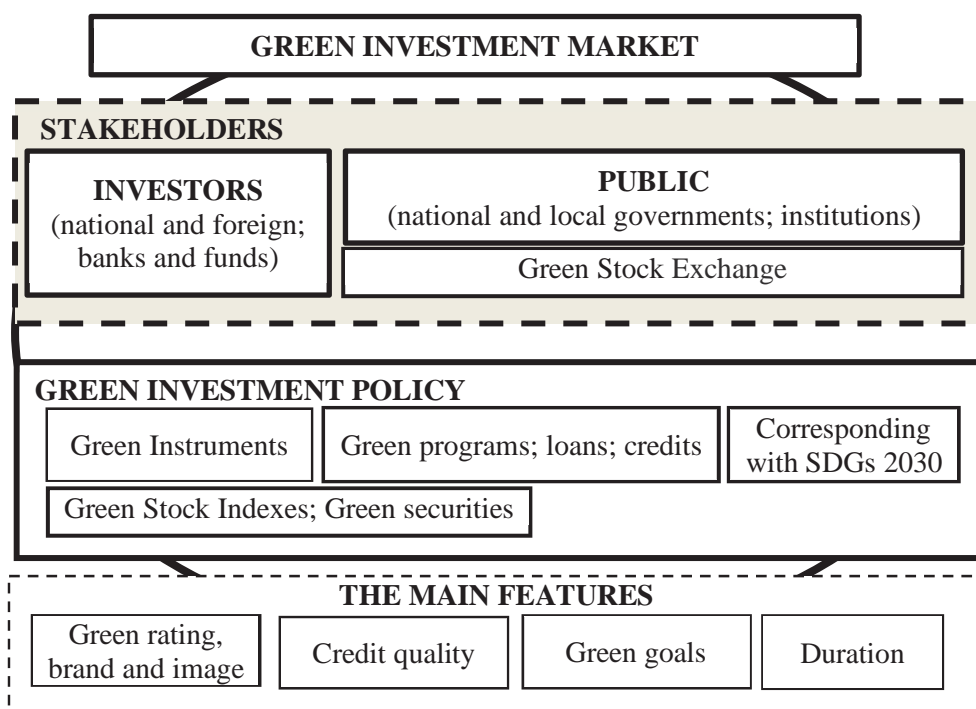 GREEN INVESTMENT MARKET
STAKEHOLDERS
INVESTORS
(national and foreign;
banks and funds)
PUBLIC
(national and local governments; institutions)
Green Stock Exchange
GREEN INVESTMENT POLICY
Green Instruments
Green programs; loans; credits
Corresponding
with SDGs 2030
Green Stock Indexes; Green securities
THE MAIN FEATURES
Green rating,
brand and image
Credit quality
Green goals
Duration